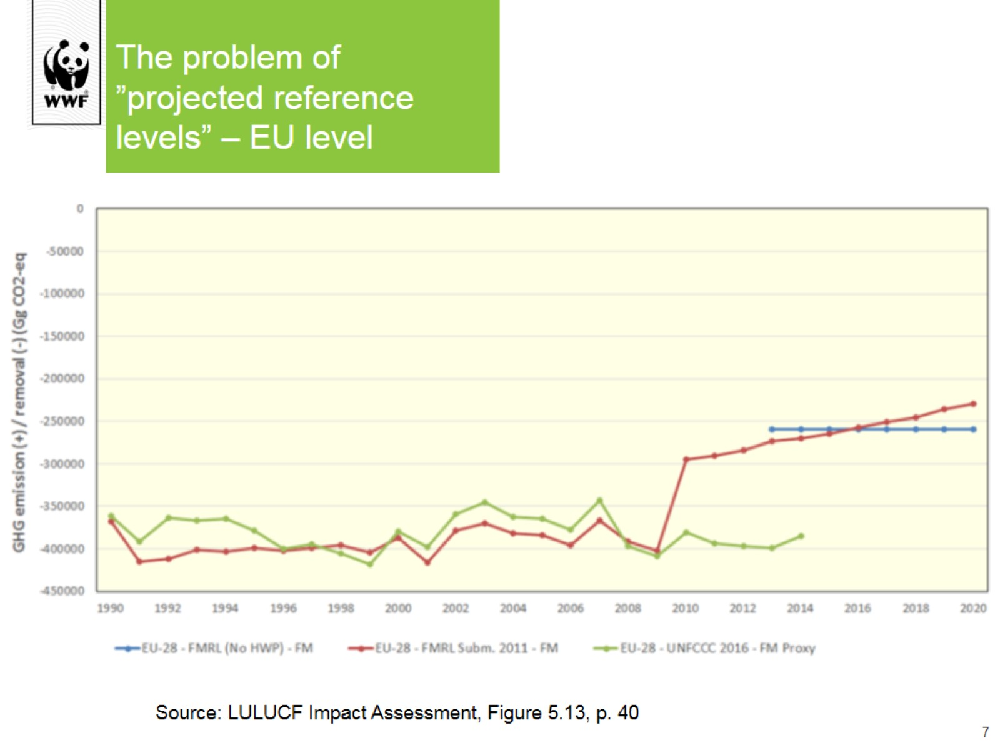 WWF
The problem of
”projected reference
levels” – EU level
GHG emission (+) / removal (-) (Gg CO2-eq
0
-50000
-100000
-150000
-200000
-250000
-300000
-350000
-400000
-450000
1990 1992 1994 1996 1998 2000 2002 2004 2006 2008 2010 2012 2014 2016 2018 2020
EU-28 - FMRL (No HWP) - FM EU-28 - FMRL Subm. 2011 - FM EU-28 - UNFCCC 2016 - FM Proxy
Source: LULUCF Impact Assessment, Figure 5.13, p. 40
7